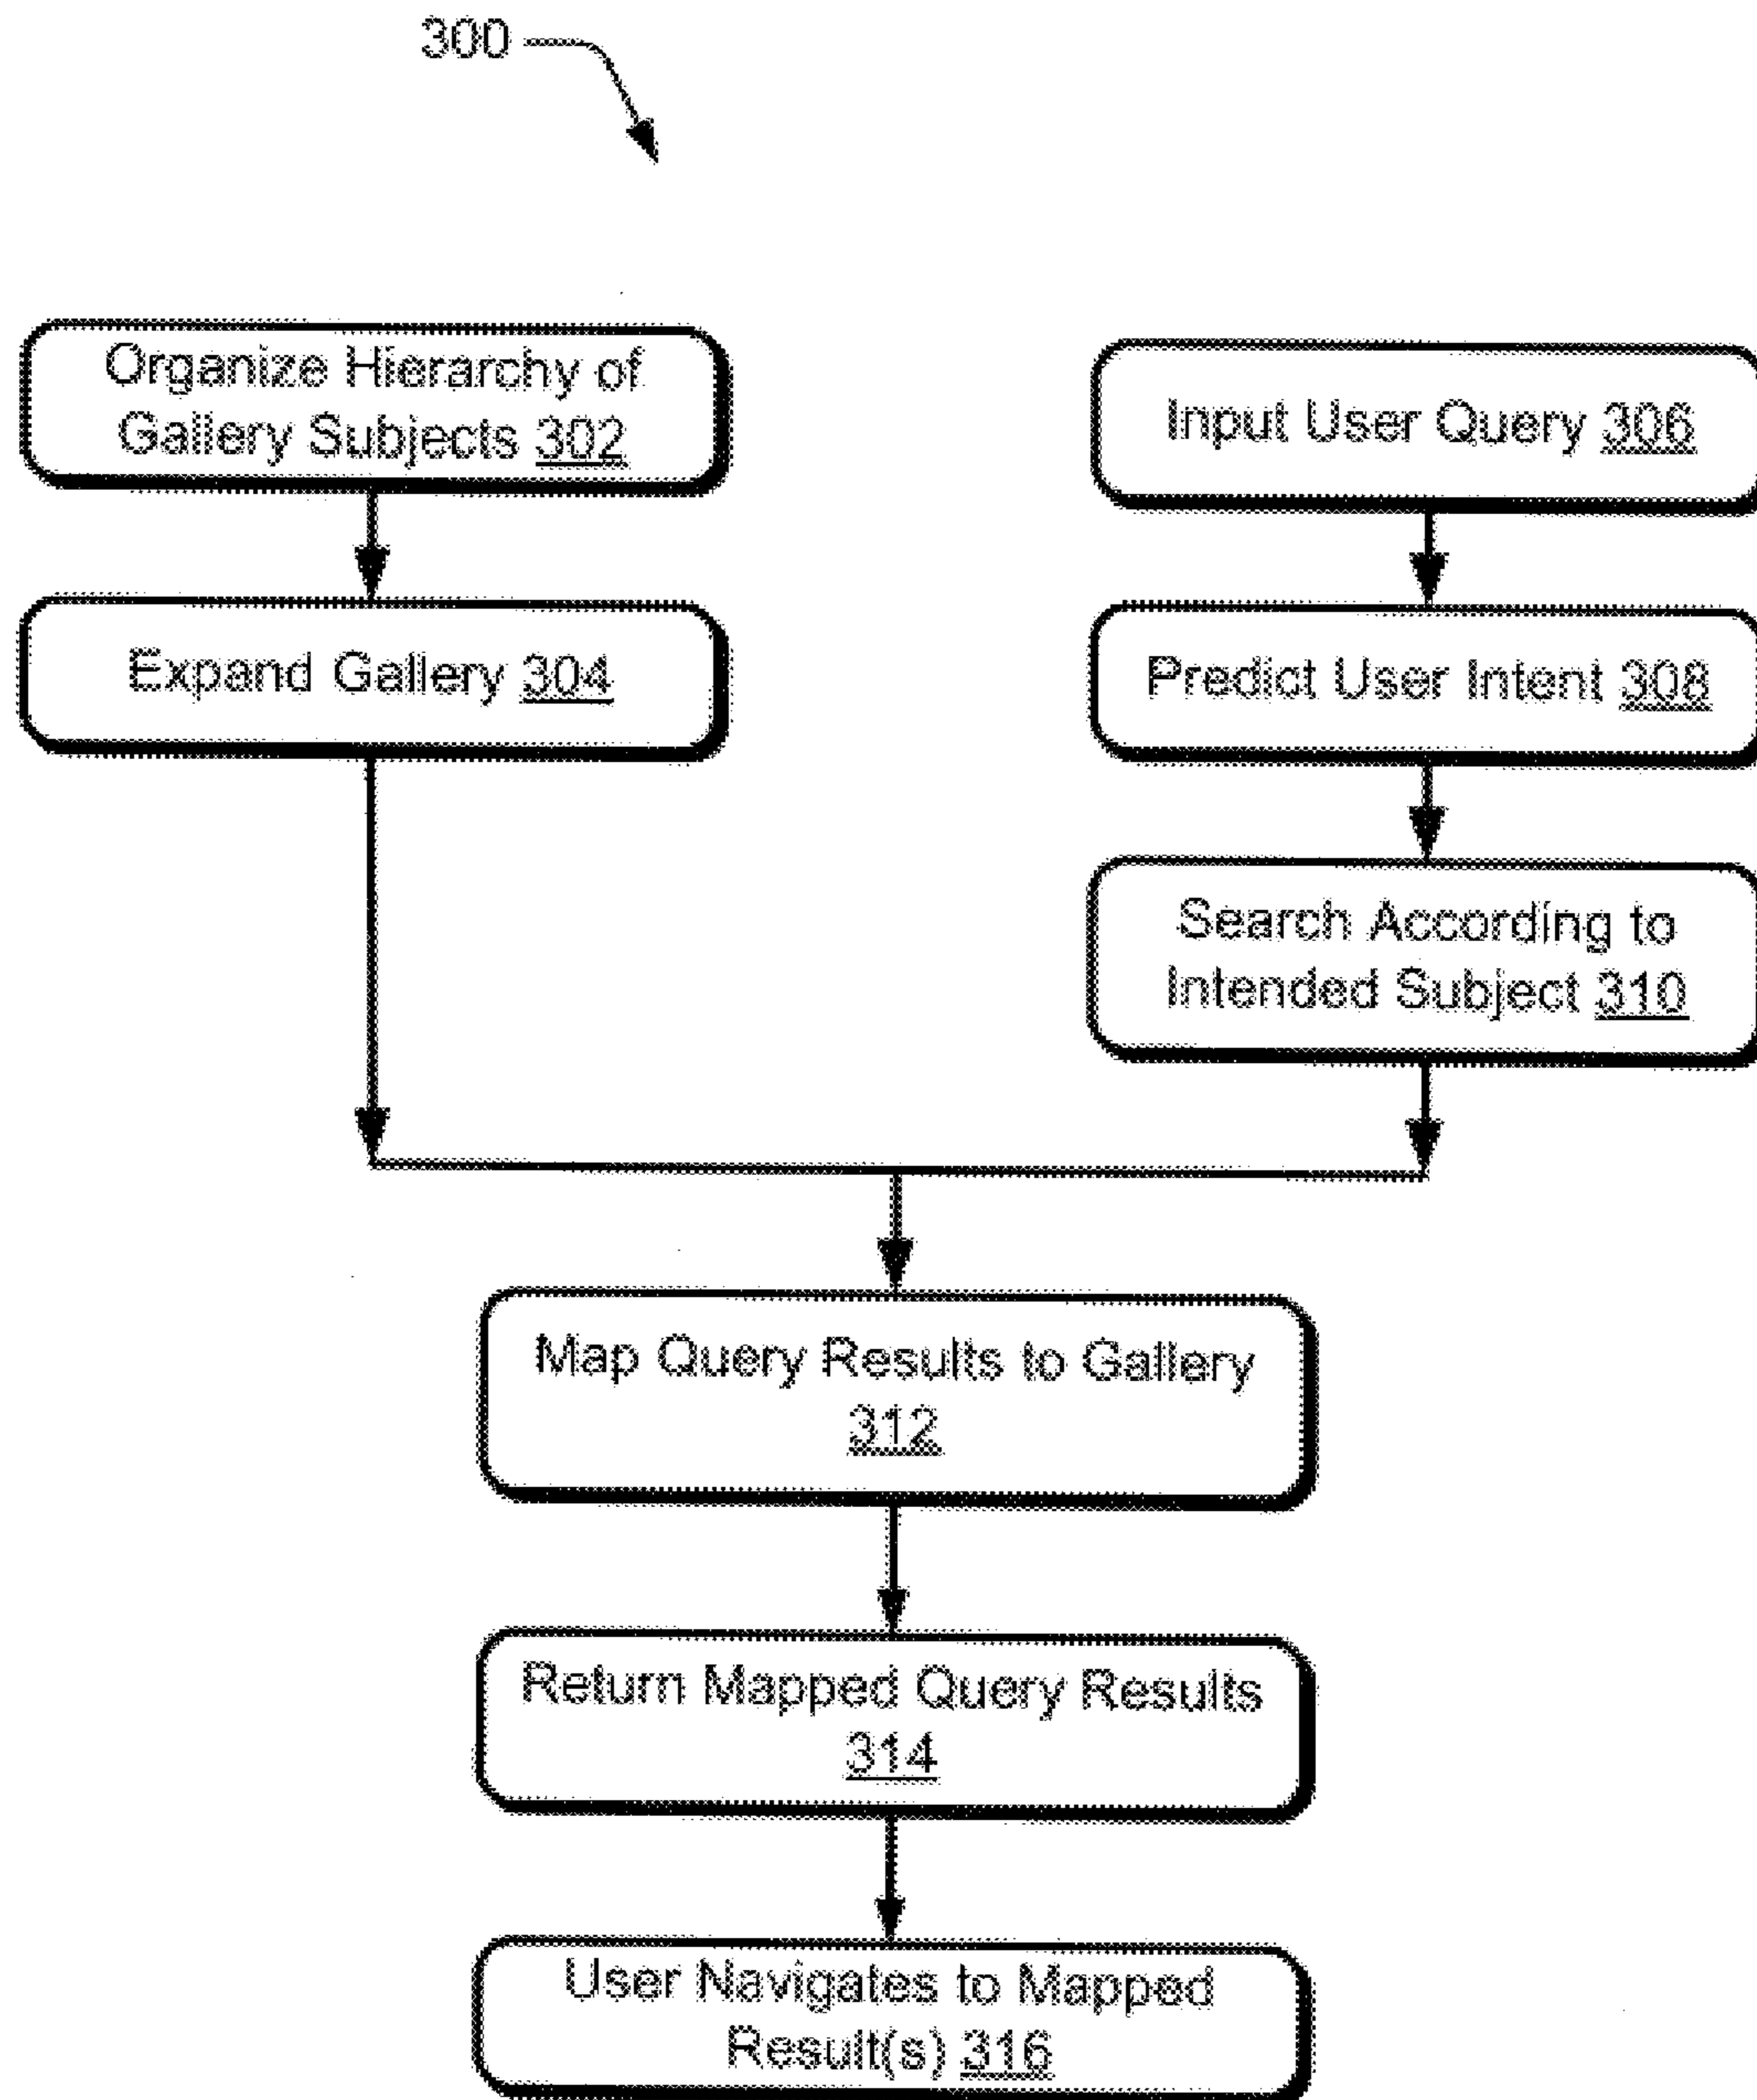 300
Organize Hierarchy of
Gallery Subjects 302
Expand Gallery 304
Input User Query 306
Predict User Intent 308
Search According to
Intended Subject 310
Map Query Results to Gallery
312
Return Mapped Query Results
314
User Navigates to Mapped
Result(s) 316